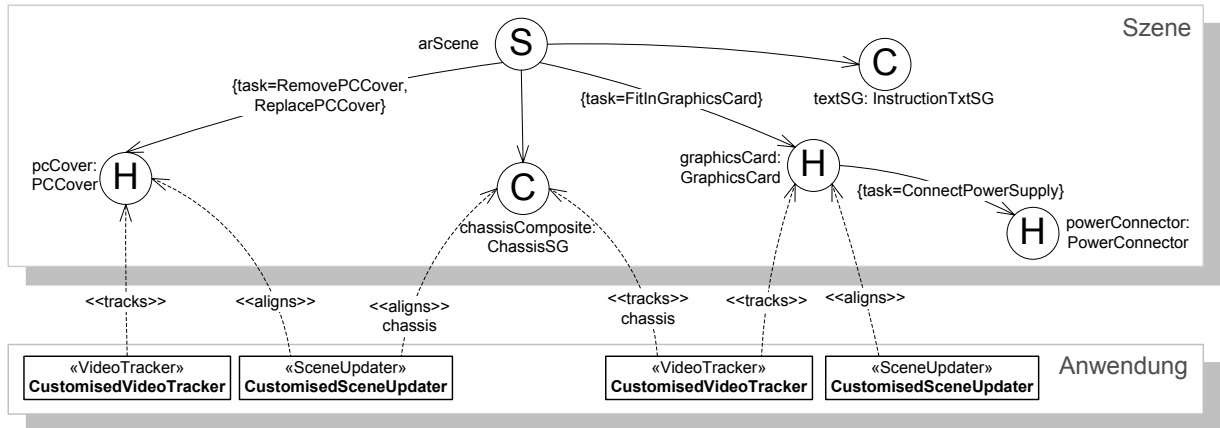 Szene
arScene
S
C
textSG: InstructionTxtSG
{task=RemovePCCover,
ReplacePCCover}
{task=FitInGraphicsCard}
pcCover:
PCCover
H
C
chassisComposite:
ChassisSG
graphicsCard:
GraphicsCard
H
{task=ConnectPowerSupply}
H
powerConnector:
PowerConnector
<<tracks>>
<<aligns>>
<<aligns>>
chassis
<<tracks>>
chassis
<<tracks>>
<<aligns>>
Anwendung
«VideoTracker»
CustomisedVideoTracker
«SceneUpdater»
CustomisedSceneUpdater
«VideoTracker»
CustomisedVideoTracker
«SceneUpdater»
CustomisedSceneUpdater